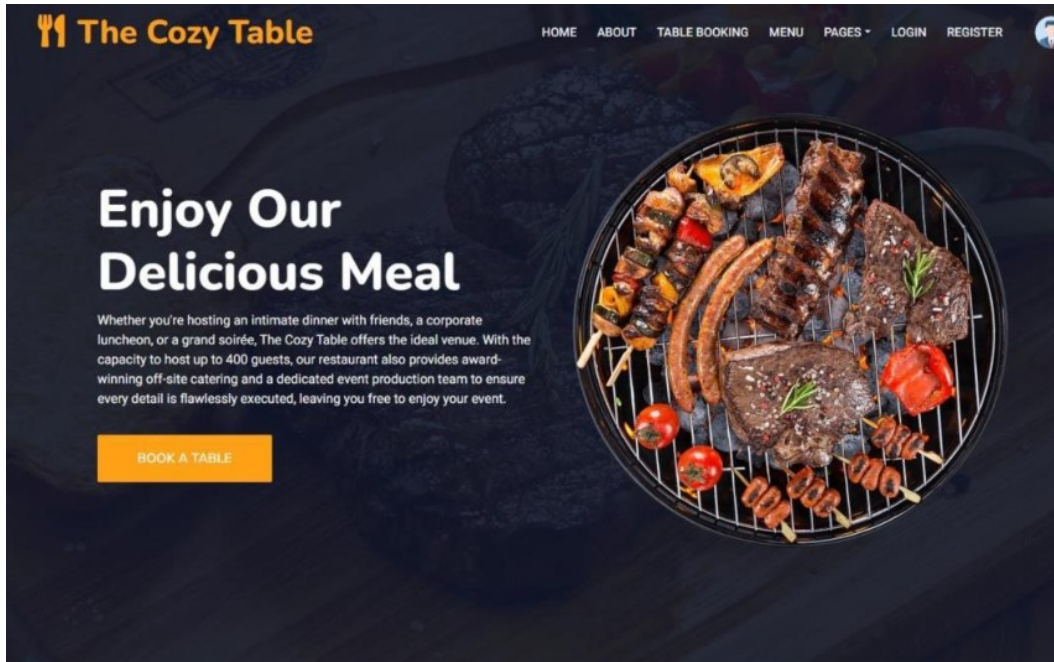 The Cozy Table
HOME ABOUT TABLE BOOKING MENU PAGES LOGIN REGISTER
Enjoy Our
Delicious Meal
Whether you're hosting an intimate dinner with friends, a corporate
luncheon, or a grand soirée, The Cozy Table offers the ideal venue. With the
capacity to host up to 400 guests, our restaurant also provides award-
winning off-site catering and a dedicated event production team to ensure
every detail is flawlessly executed, leaving you free to enjoy your event.
BOOK A TABLE